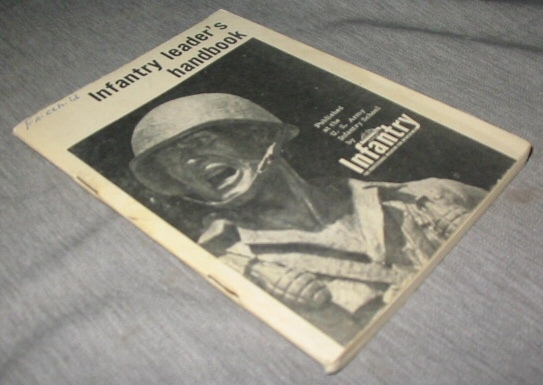 Infantry leader's
handbook
Published
at the
U. S. Army
Infantry School
by
Infantry